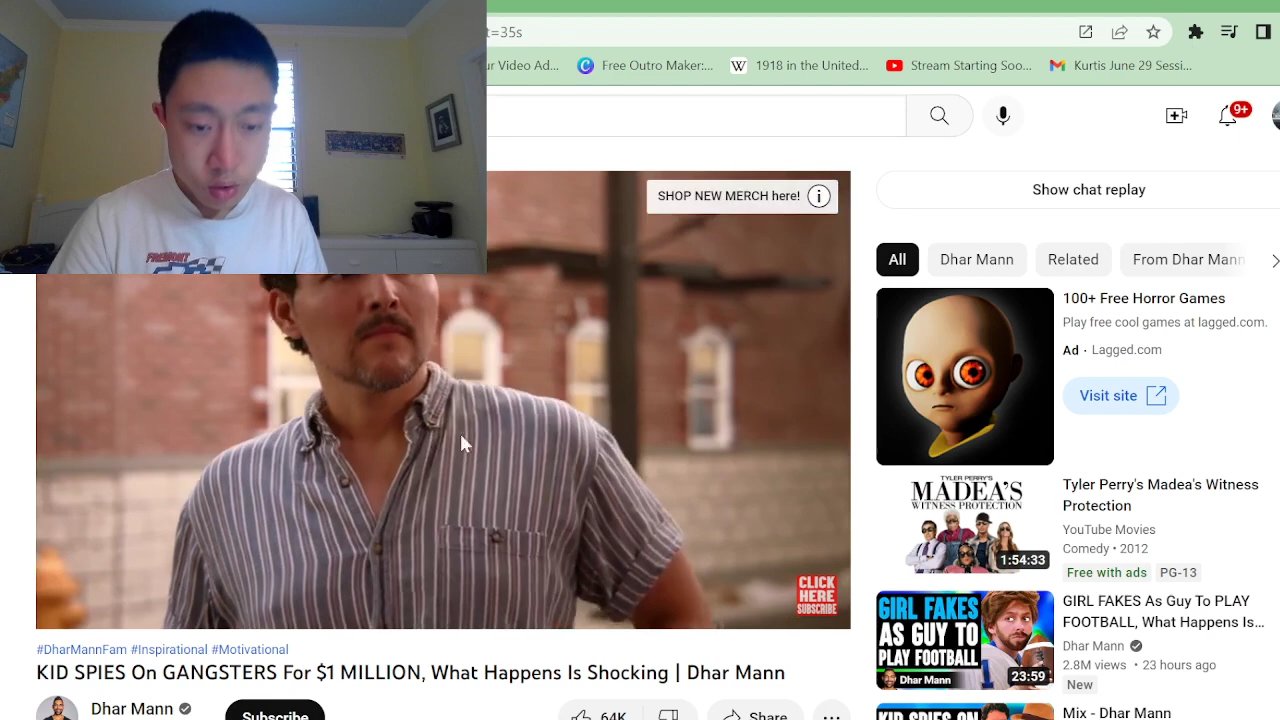 t=35s
ur Video Ad...
Free Outro Maker:...
W
1918 in the United...
Stream Starting Soo...
Kurtis June 29 Sessi...
9+
FREMONT
SHOP NEW MERCH here!
Show chat replay
All
Dhar Mann
Related
From Dhar Mann
100+ Free Horror Games
Play free cool games at lagged.com.
Ad · Lagged.com
Visit site
TYLER PERRY'S
MADEA'S
WITNESS PROTECTION
1:54:33
Tyler Perry's Madea's Witness
Protection
YouTube Movies
Comedy • 2012
Free with ads
PG-13
CLICK
HERE
SUBSCRIBE
GIRL FAKES
AS GUY TO
PLAY FOOTBALL
Dhar Mann
23:59
GIRL FAKES As Guy To PLAY
FOOTBALL, What Happens Is...
Dhar Mann
2.8M views • 23 hours ago
New
#DharMannFam #Inspirational #Motivational
KID SPIES On GANGSTERS For $1 MILLION, What Happens Is Shocking | Dhar Mann
Dhar Mann
Subscribe
64K
Share
KID SPIES ON
Mix - Dhar Mann